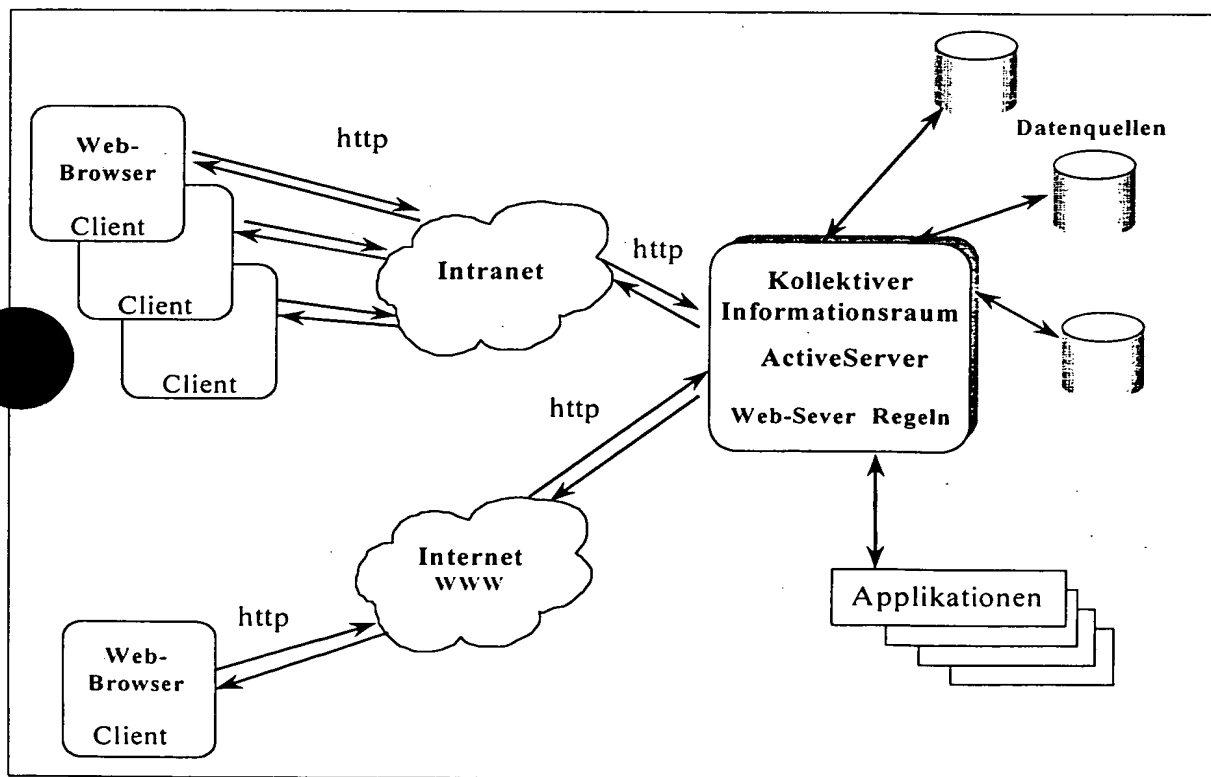 Datenquellen
http
Web-
Browser
Client
Client
Client
Intranet
http
Kollektiver
Informationsraum
ActiveServer
Web-Sever Regeln
http
Internet
WWW
Applikationen
http
Web-
Browser
Client